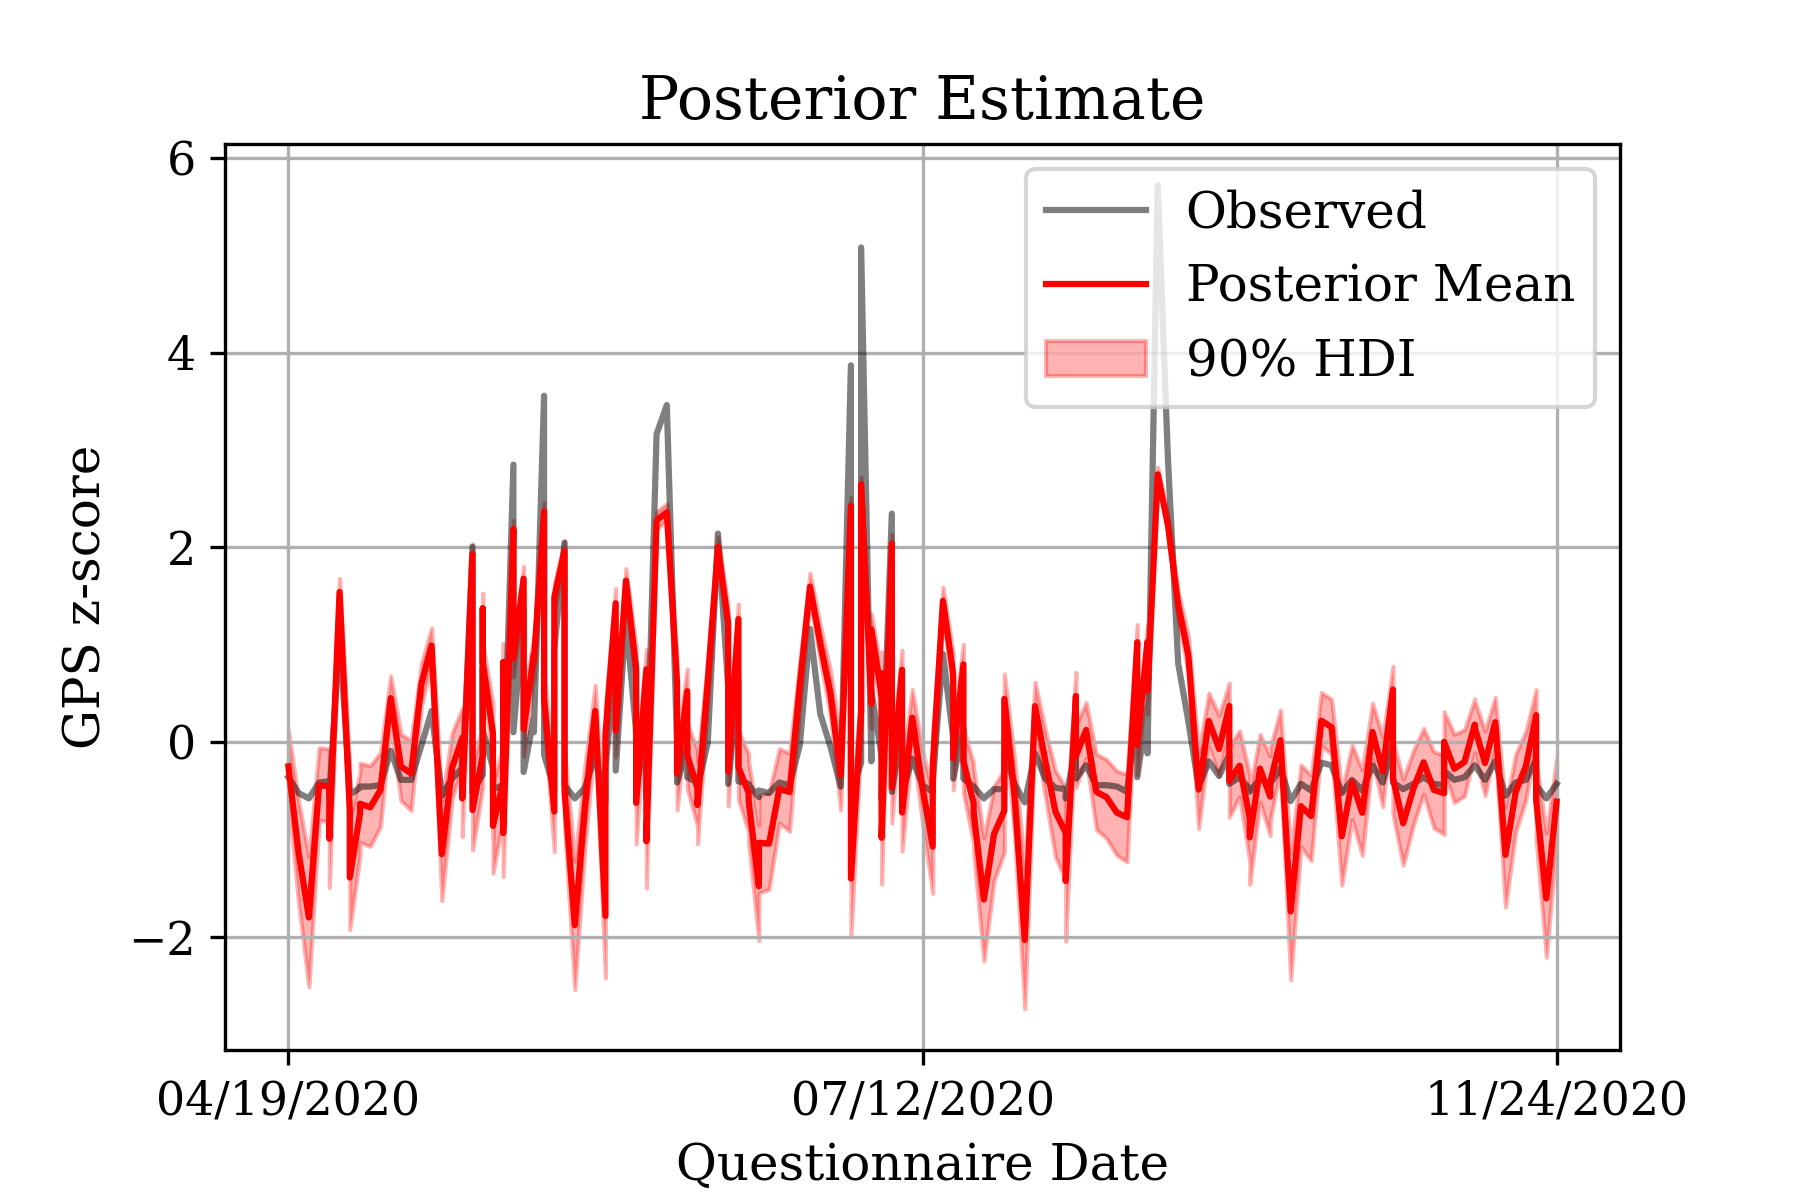 Posterior Estimate
6
4
2
0
−2
GPS z-score
Observed
Posterior Mean
90% HDI
04/19/2020 07/12/2020 11/24/2020
Questionnaire Date